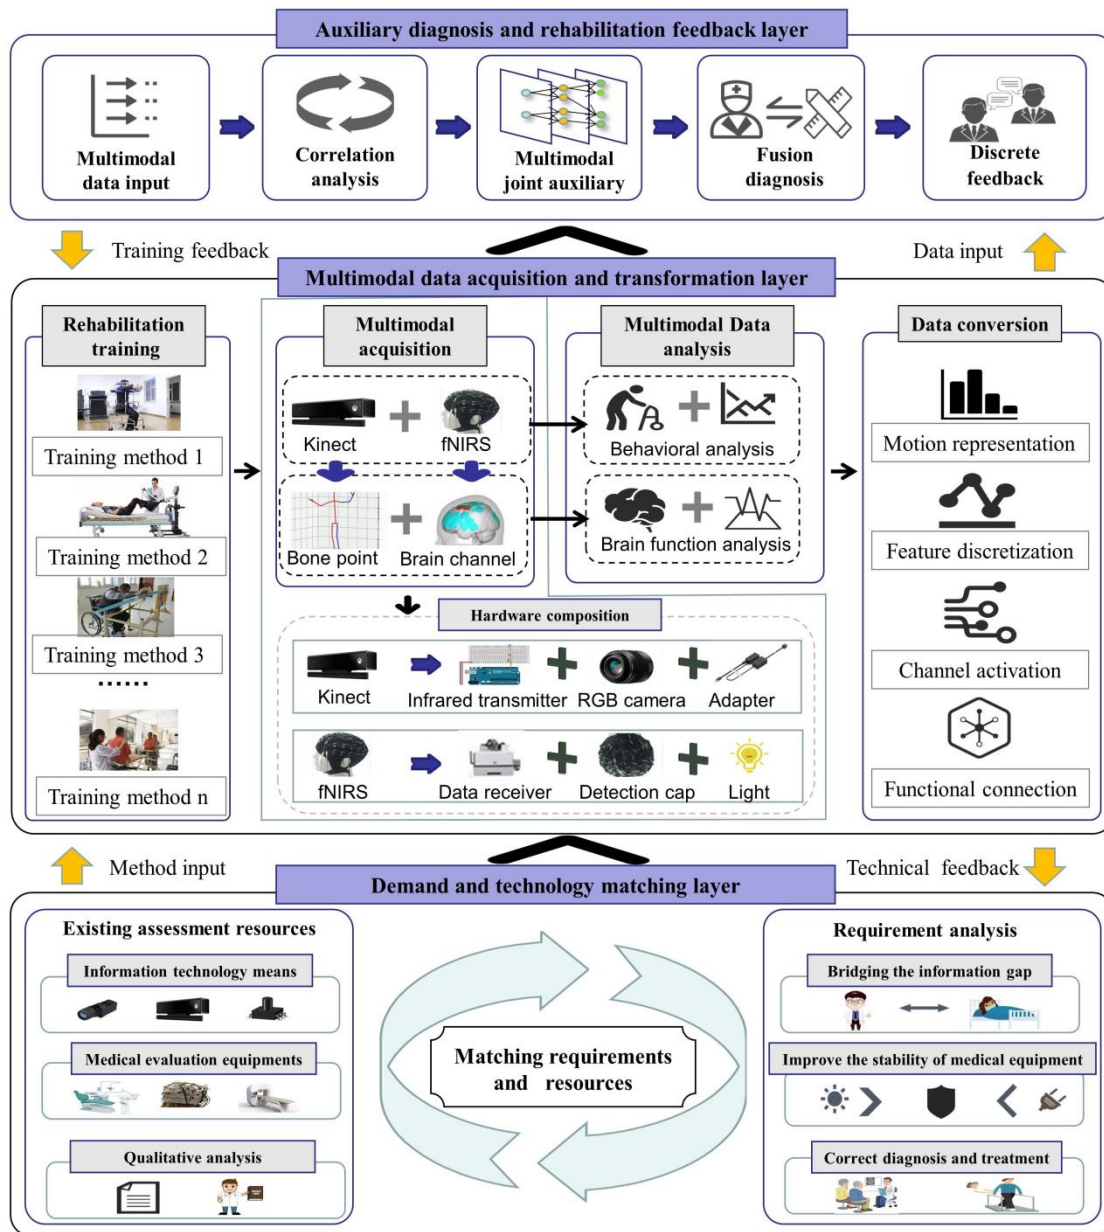 Auxiliary diagnosis and rehabilitation feedback layer
Multimodal
data input
Correlation
analysis
Multimodal
joint auxiliary
Fusion
diagnosis
Discrete
feedback
Training feedback
Data input
Multimodal data acquisition and transformation layer
Rehabilitation
training
Training method 1
Training method 2
Training method 3
......
Training method n
Multimodal
acquisition
Kinect
fNIRS
Bone point
Brain channel
Multimodal Data
analysis
Behavioral analysis
Brain function analysis
Hardware composition
Kinect
Infrared transmitter
RGB camera
Adapter
fNIRS
Data receiver
Detection cap
Light
Data conversion
Motion representation
Feature discretization
Channel activation
Functional connection
Method input
Technical feedback
Demand and technology matching layer
Existing assessment resources
Information technology means
Medical evaluation equipments
Qualitative analysis
Matching requirements
and resources
Requirement analysis
Bridging the information gap
Improve the stability of medical equipment
Correct diagnosis and treatment